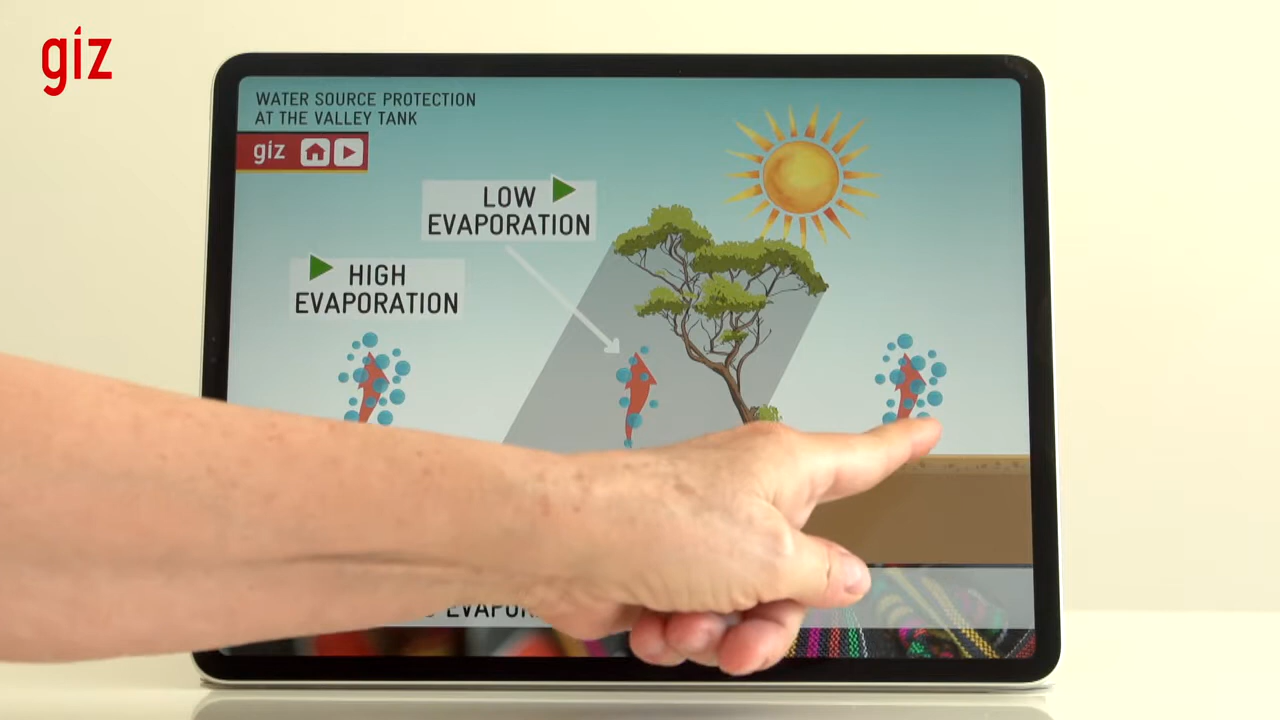 giz
WATER SOURCE PROTECTION
AT THE VALLEY TANK
giz
LOW
EVAPORATION
HIGH
EVAPORATION